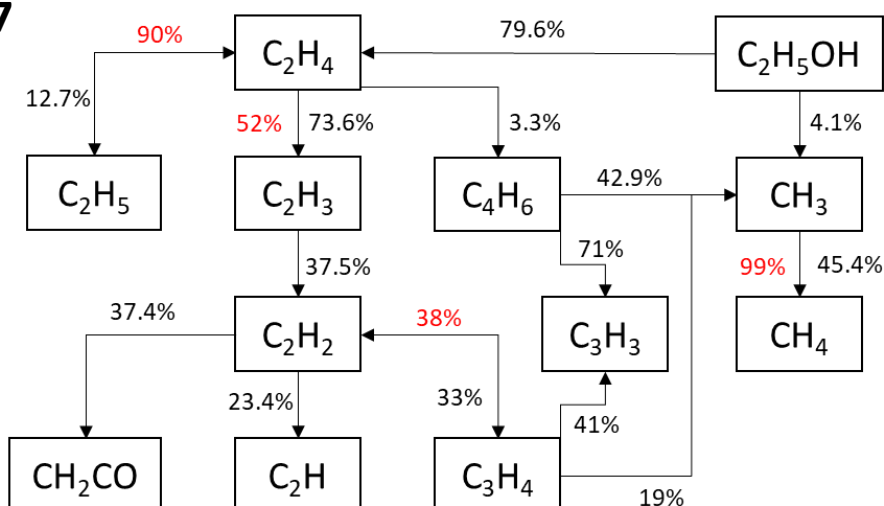 7
90%
C₂H₄
79.6%
C₂H₅OH
12.7%
52%
73.6%
3.3%
4.1%
C₂H₅
C₂H₃
C₄H₆
42.9%
CH₃
37.5%
71%
99%
45.4%
37.4%
C₂H₂
38%
C₃H₃
CH₄
23.4%
33%
41%
CH₂CO
C₂H
C₃H₄
19%